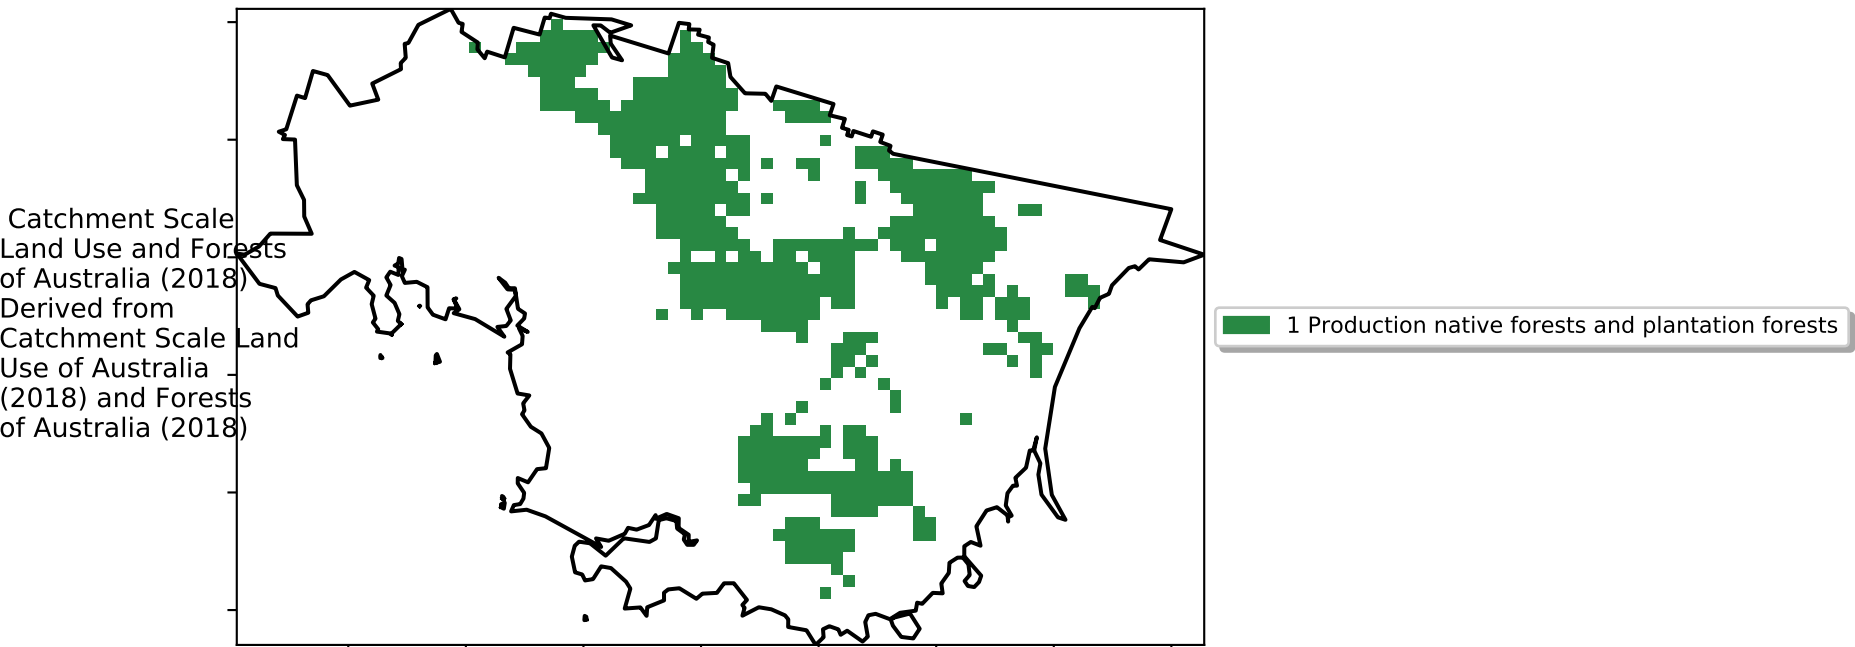 Catchment Scale
Land Use and Forests
of Australia (2018)
Derived from
Catchment Scale Land
Use of Australia
(2018) and Forests
of Australia (2018)
1 Production native forests and plantation forests